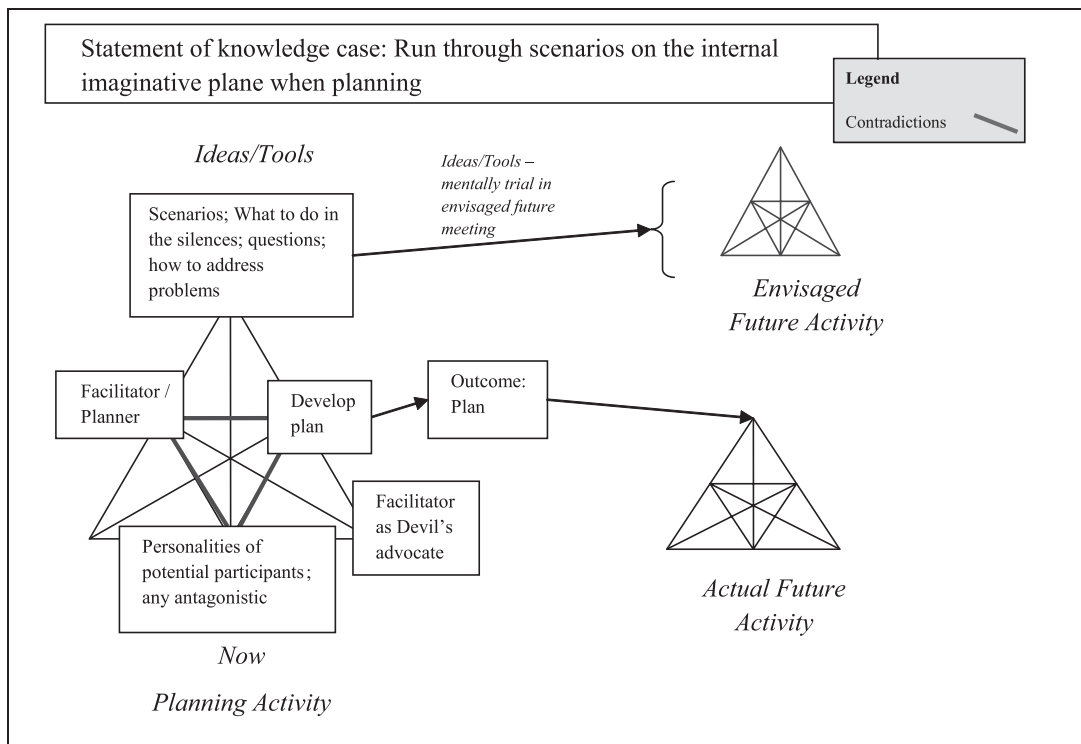 Statement of knowledge case: Run through scenarios on the internal
imaginative plane when planning
Legend
Contradictions
Ideas/Tools
Ideas/Tools –
mentally trial in
envisaged future
meeting
Scenarios; What to do in
the silences; questions;
how to address
problems
Envisaged
Future Activity
Facilitator /
Planner
Develop
plan
Outcome:
Plan
Facilitator
as Devil’s
advocate
Personalities of
potential participants;
any antagonistic
Actual Future
Activity
Now
Planning Activity